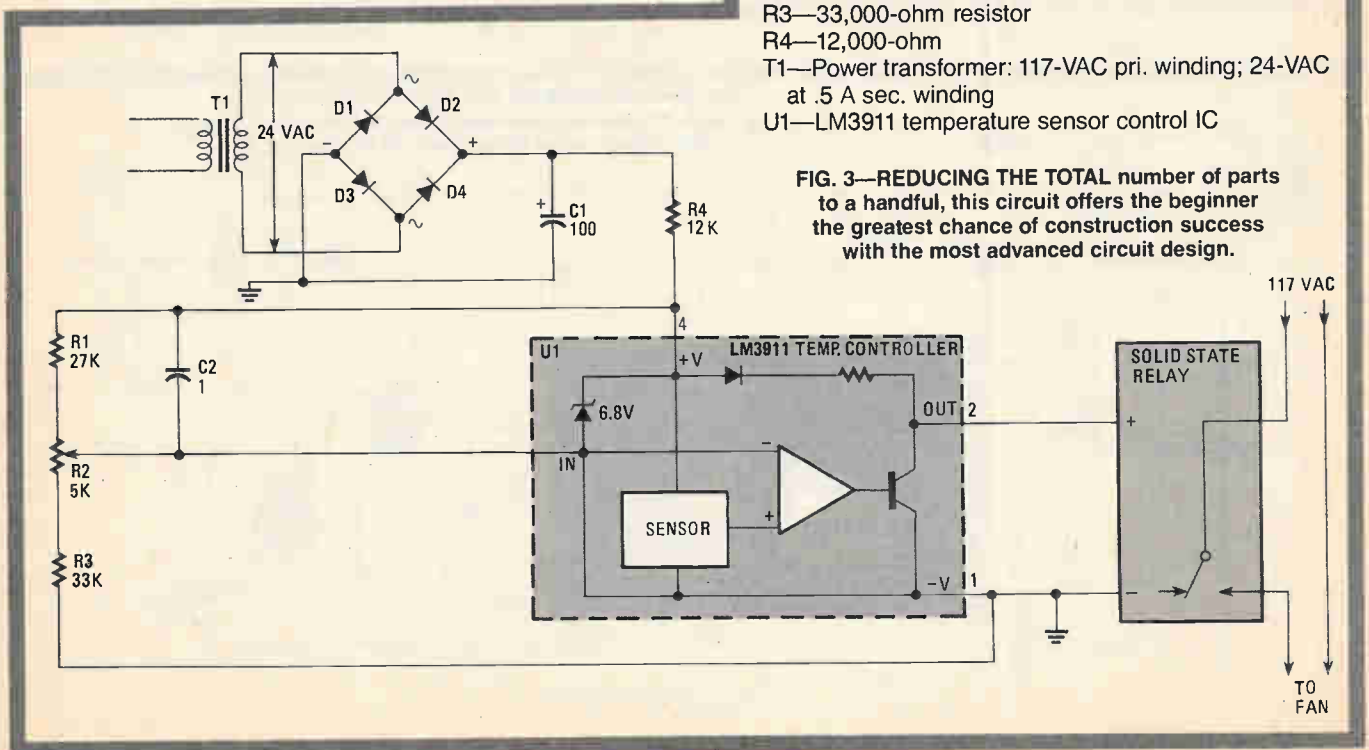 R3—33,000-ohm resistor
R4—12,000-ohm
T1—Power transformer: 117-VAC pri. winding; 24-VAC
at .5 A sec. winding
U1—LM3911 temperature sensor control IC
FIG. 3—REDUCING THE TOTAL number of parts
to a handful, this circuit offers the beginner
the greatest chance of construction success
with the most advanced circuit design.
T1
24 VAC
~
D1
D2
−
+
D3
D4
~
+
C1
100
R4
12K
117 VAC
R1
27K
C2
1
R2
5K
R3
33K
4
U1
LM3911 TEMP. CONTROLLER
+V
6.8V
OUT
2
IN
−
+
SENSOR
−V
1
SOLID STATE
RELAY
+
−
TO
FAN